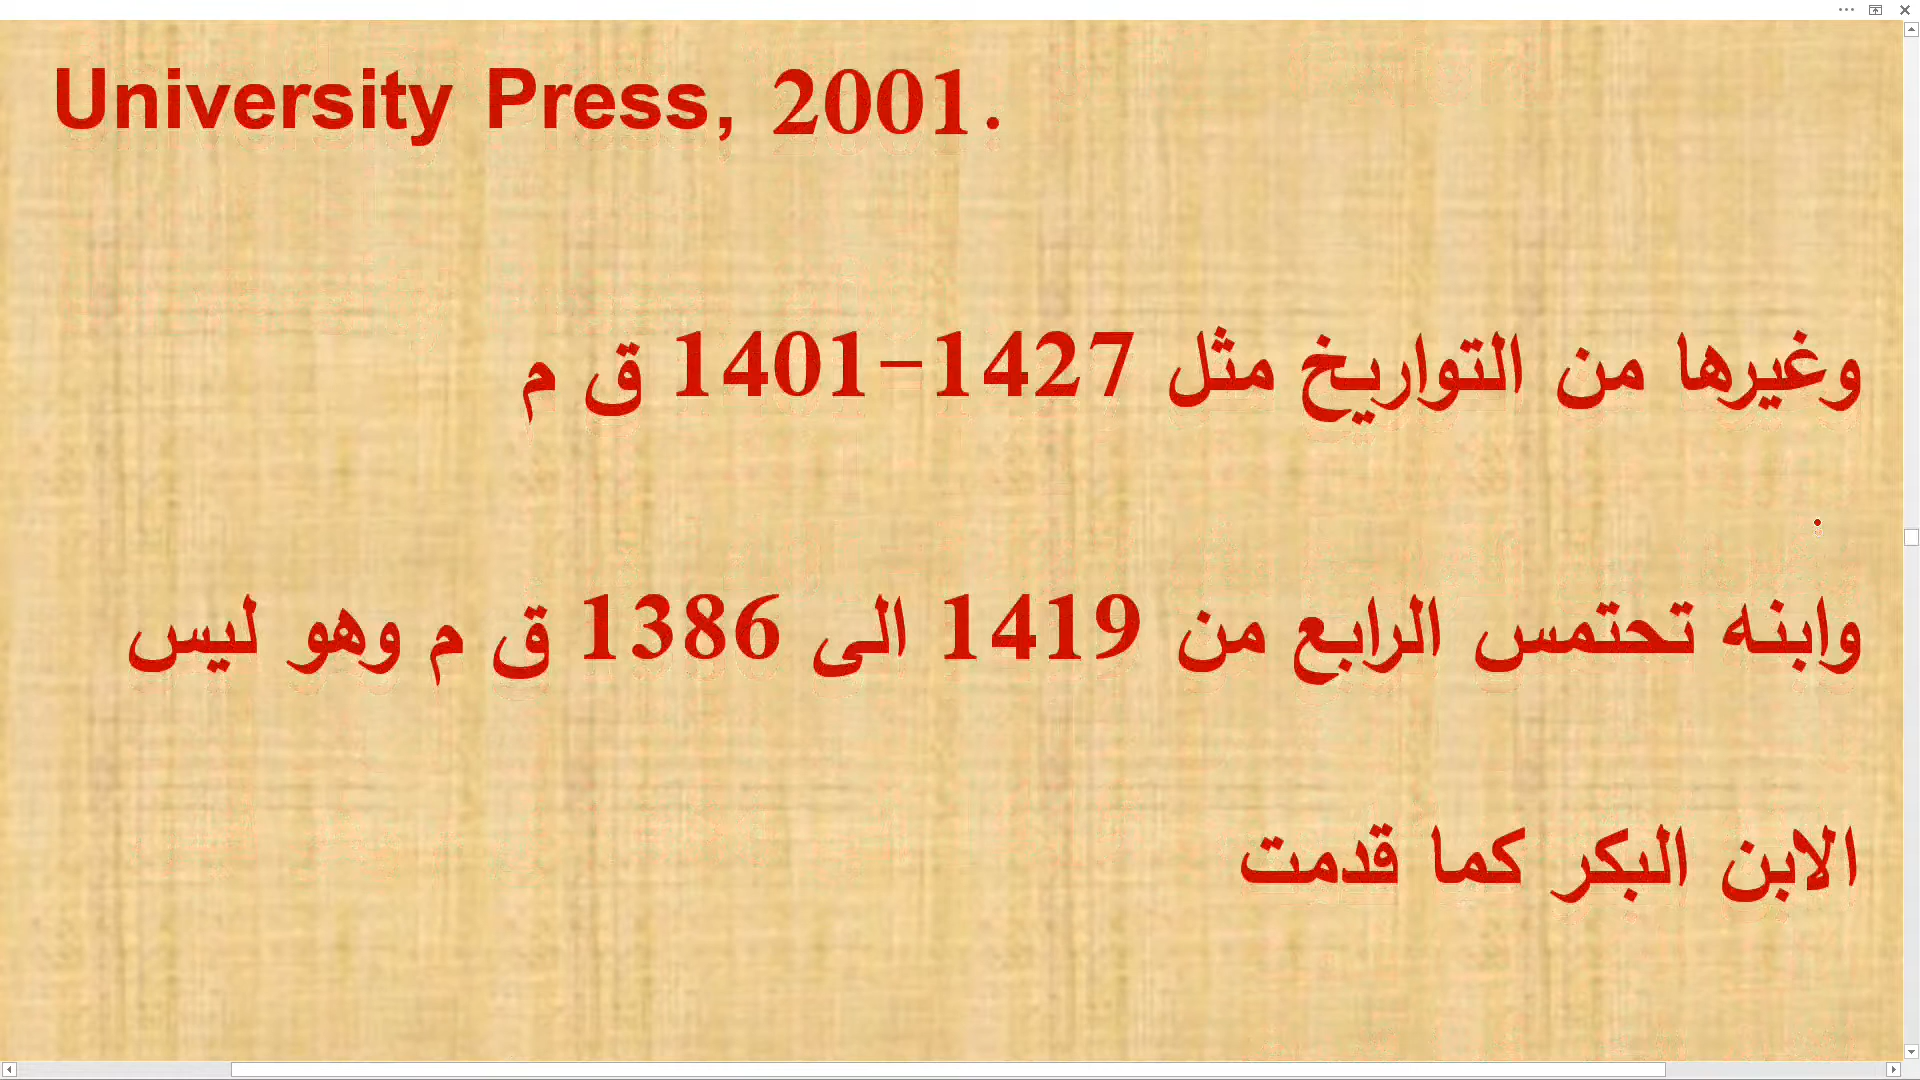 University Press, 2001.
وغيرها من التواريخ مثل 1427-1401 ق م
وابنه تحتمس الرابع من 1419 الى 1386 ق م وهو ليس
الابن البكر كما قدمت